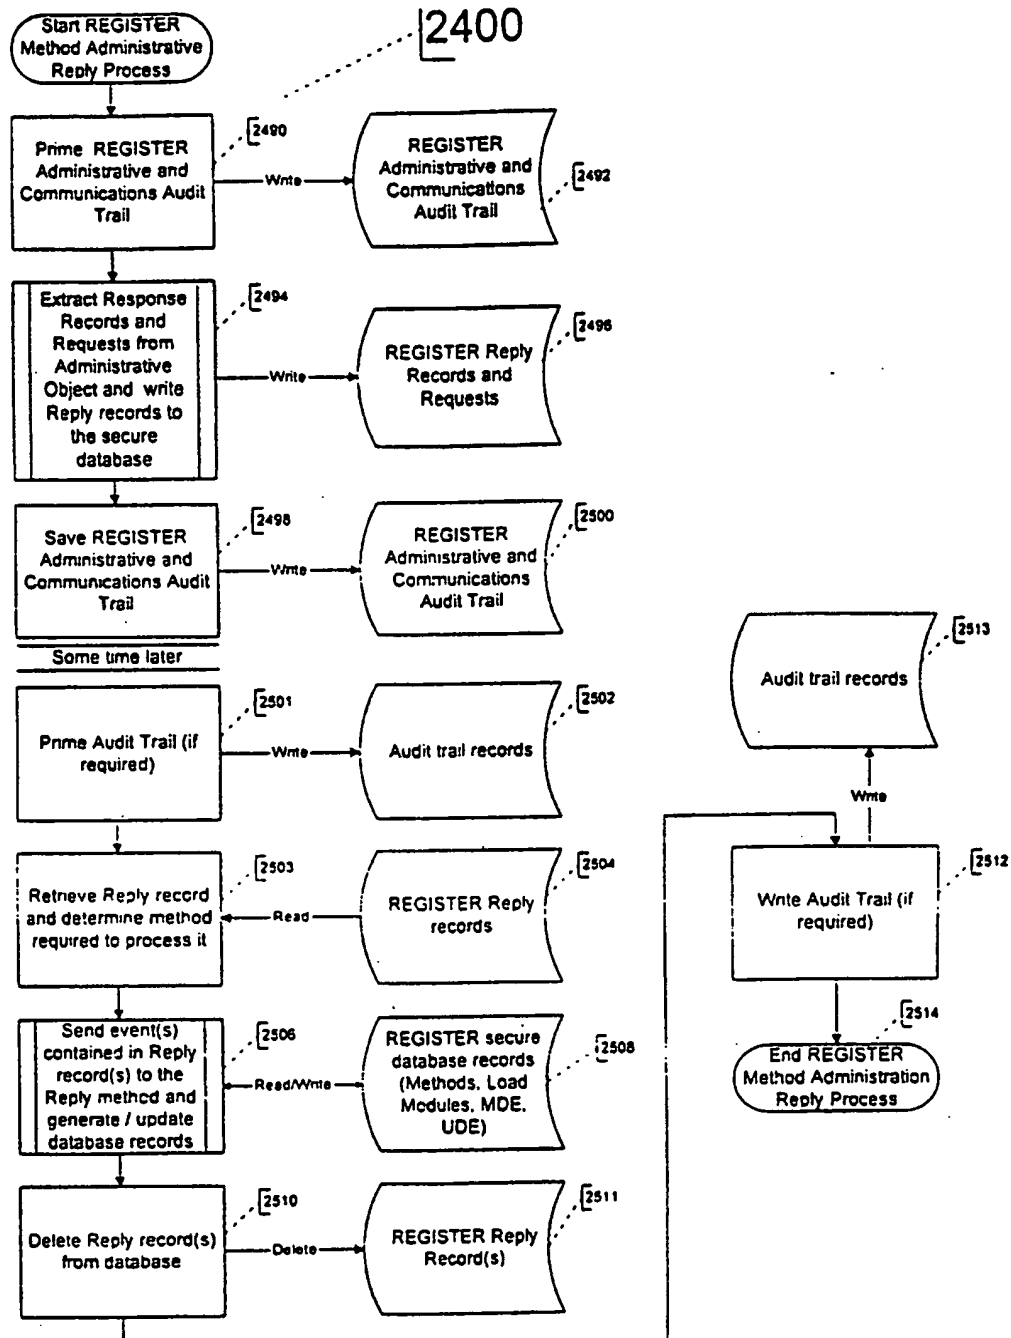 Start REGISTER
Method Administrative
Reply Process
2400
Prime REGISTER
Administrative and
Communications Audit
Trail
2490
Write
REGISTER
Administrative and
Communications
Audit Trail
2492
Extract Response
Records and
Requests from
Administrative
Object and write
Reply records to
the secure
database
2494
Write
REGISTER Reply
Records and
Requests
2496
Save REGISTER
Administrative and
Communications Audit
Trail
2498
Write
REGISTER
Administrative and
Communications
Audit Trail
2500
Some time later
Prime Audit Trail (if
required)
2501
Write
Audit trail records
2502
Retrieve Reply record
and determine method
required to process it
2503
Read
REGISTER Reply
records
2504
Send event(s)
contained in Reply
record(s) to the
Reply method and
generate / update
database records
2506
Read/Write
REGISTER secure
database records
(Methods, Load
Modules, MDE,
UDE)
2508
Delete Reply record(s)
from database
2510
Delete
REGISTER Reply
Record(s)
2511
Audit trail records
2513
Write
Write Audit Trail (if
required)
2512
2514
End REGISTER
Method Administration
Reply Process